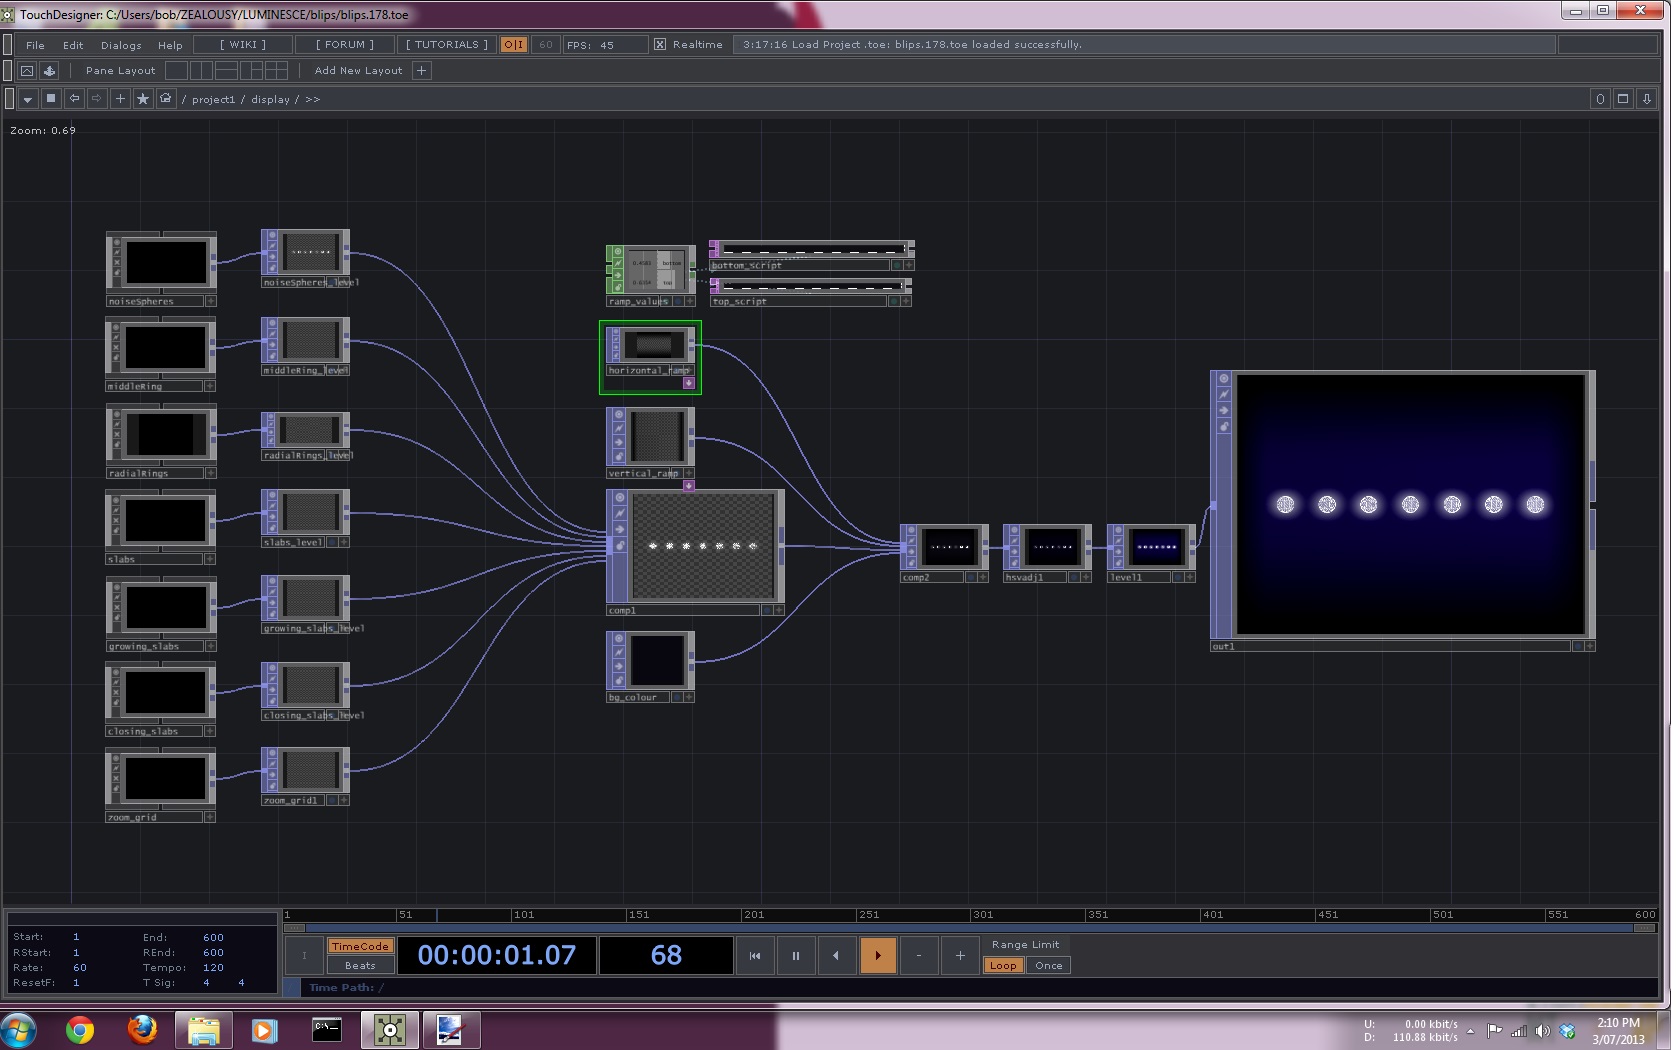 TouchDesigner: C:/Users/bob/ZEALOUSY/LUMINESCE/blips/blips.178.toe
File Edit Dialogs Help [ WIKI ] [ FORUM ] [ TUTORIALS ] O|I 60 FPS: 45 Realtime 3:17:16 Load Project .toe: blips.178.toe loaded successfully.
Pane Layout Add New Layout +
/ project1 / display / >>
Zoom: 0.69
noiseSpheres noiseSpheres_level
middleRing middleRing_level
radialRings radialRings_level
slabs slabs_level
growing_slabs growing_slabs_level
closing_slabs closing_slabs_level
zoom_grid zoom_grid1
bottom
top
ramp_values
bottom_script
top_script
horizontal_ramp
vertical_ramp
comp1
bg_colour
comp2 hsvadj1 level1
out1
1 51 101 151 201 251 301 351 401 451 501 551 600
Start: 1 End: 600
RStart: 1 REnd: 600
Rate: 60 Tempo: 120
ResetF: 1 T Sig: 4 4
TimeCode
Beats
00:00:01.07 68
Range Limit
Loop Once
Time Path: /
U: 0.00 kbit/s
D: 110.88 kbit/s
2:10 PM
3/07/2013